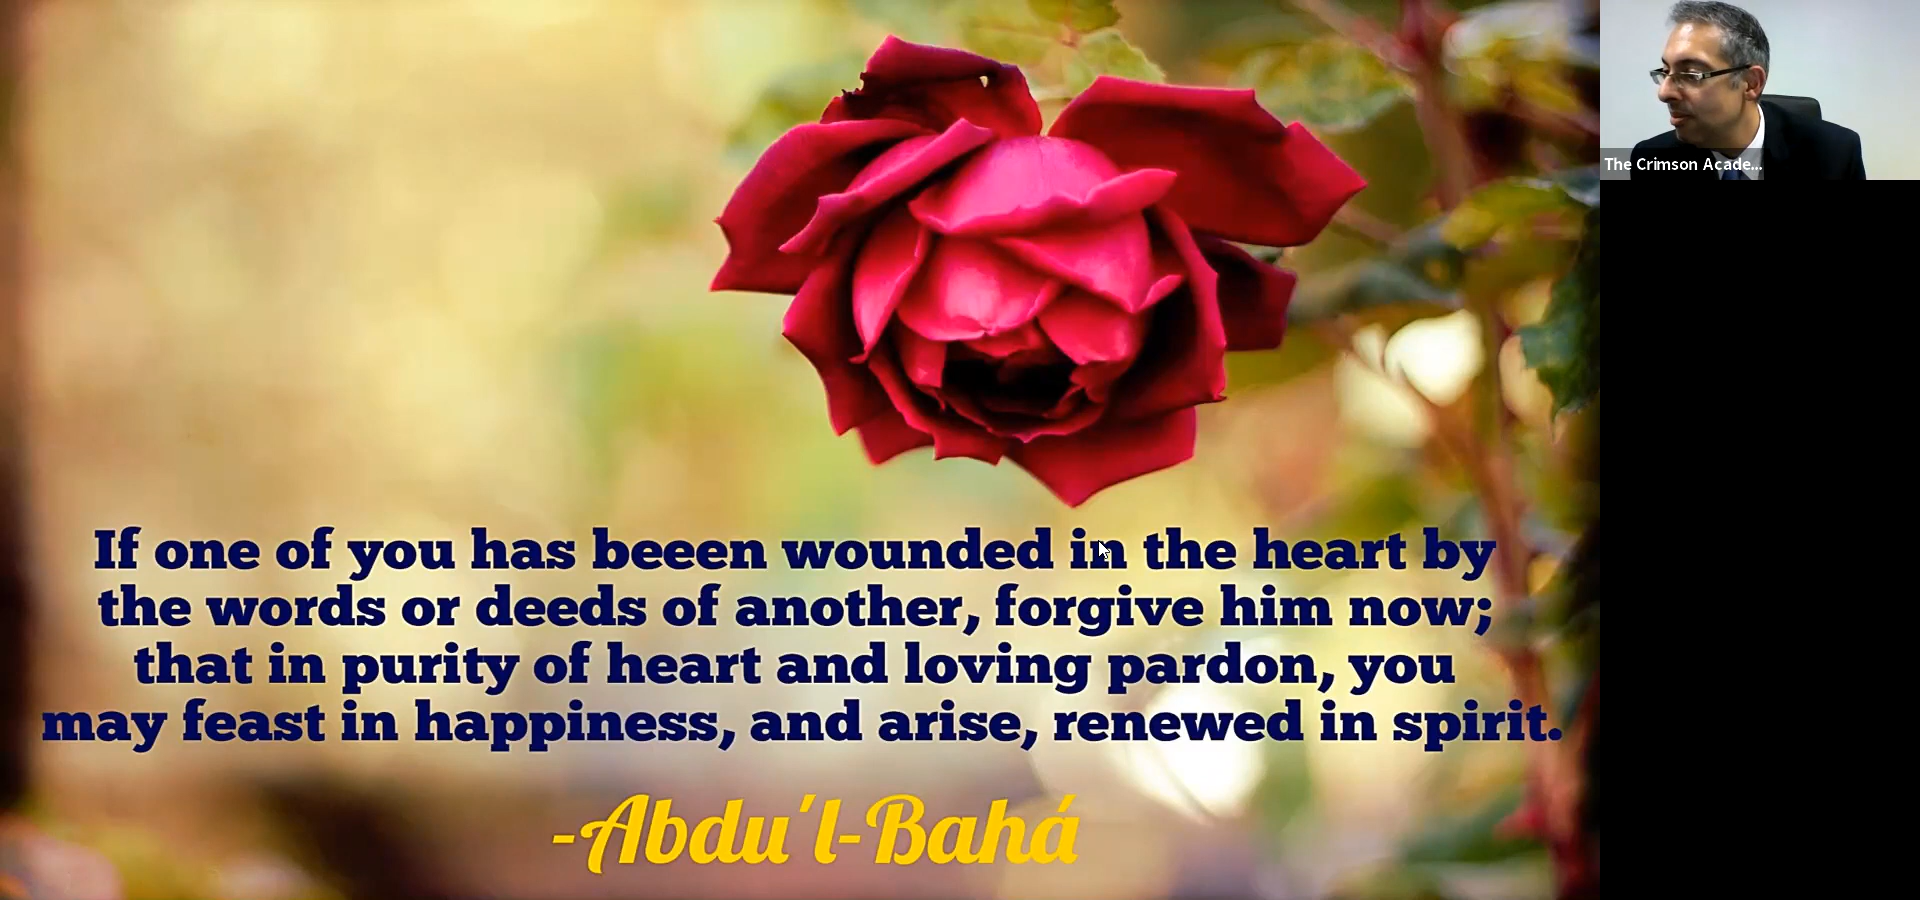 If one of you has beeen wounded in the heart by
the words or deeds of another, forgive him now;
that in purity of heart and loving pardon, you
may feast in happiness, and arise, renewed in spirit.
-Abdu'l-Bahá
The Crimson Acade...